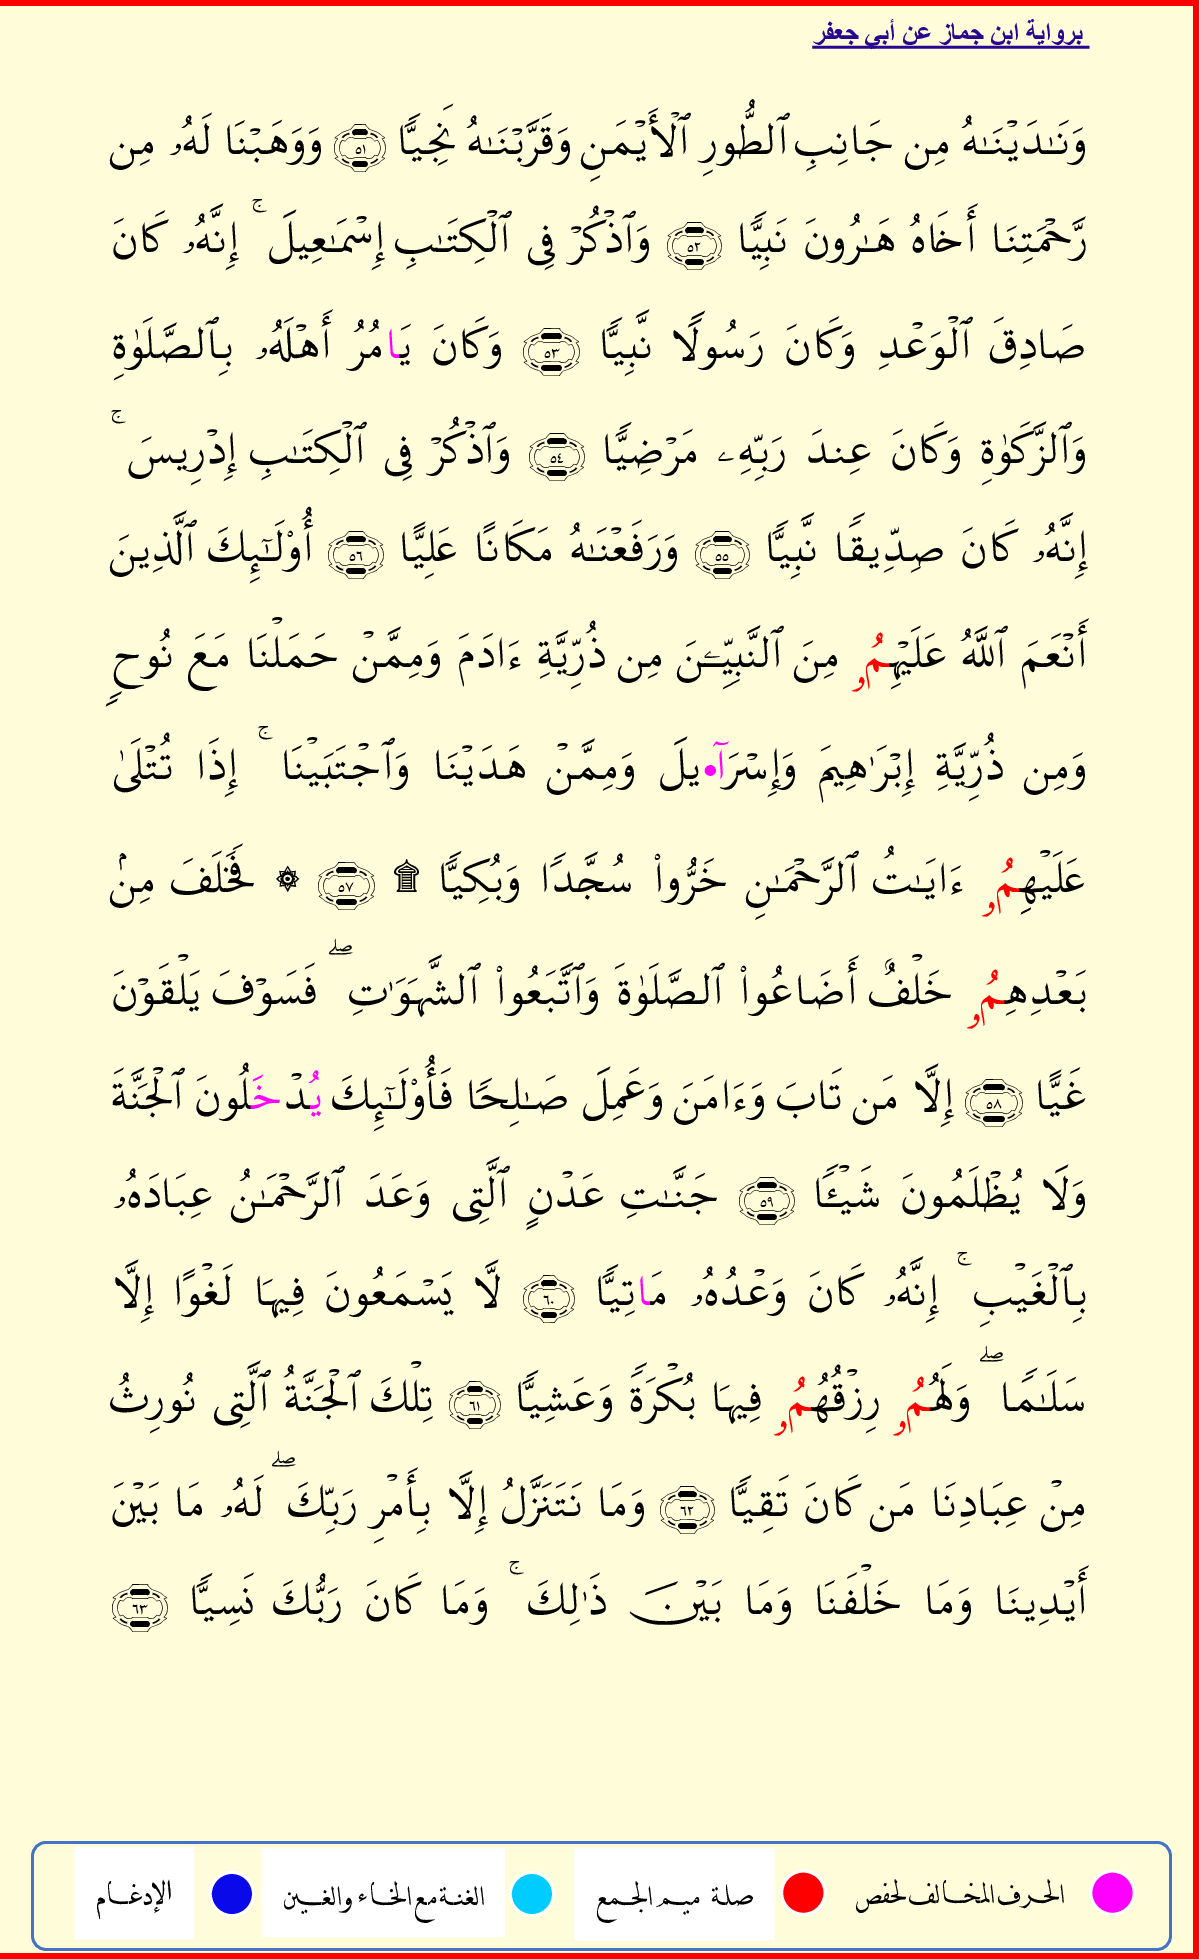 برواية ابن جماز عن أبي جعفر
وَنَـٰدَيْنَـٰهُ مِن جَانِبِ ٱلطُّورِ ٱلْأَيْمَنِ وَقَرَّبْنَـٰهُ نَجِيًّا ٥١ وَوَهَبْنَا لَهُۥ مِن
رَّحْمَتِنَا أَخَاهُ هَـٰرُونَ نَبِيًّا ٥٢ وَٱذْكُرْ فِى ٱلْكِتَـٰبِ إِسْمَـٰعِيلَ ۚ إِنَّهُۥ كَانَ
صَادِقَ ٱلْوَعْدِ وَكَانَ رَسُولًا نَّبِيًّا ٥٣ وَكَانَ يَامُرُ أَهْلَهُۥ بِٱلصَّلَوٰةِ
وَٱلزَّكَوٰةِ وَكَانَ عِندَ رَبِّهِۦ مَرْضِيًّا ٥٤ وَٱذْكُرْ فِى ٱلْكِتَـٰبِ إِدْرِيسَ ۚ
إِنَّهُۥ كَانَ صِدِّيقًا نَّبِيًّا ٥٥ وَرَفَعْنَـٰهُ مَكَانًا عَلِيًّا ٥٦ أُوْلَـٰٓئِكَ ٱلَّذِينَ
أَنْعَمَ ٱللَّهُ عَلَيْهِمُۥ مِنَ ٱلنَّبِيِّـۧنَ مِن ذُرِّيَّةِ ءَادَمَ وَمِمَّنْ حَمَلْنَا مَعَ نُوحٍ
وَمِن ذُرِّيَّةِ إِبْرَٰهِيمَ وَإِسْرَآ•يلَ وَمِمَّنْ هَدَيْنَا وَٱجْتَبَيْنَا ۚ إِذَا تُتْلَىٰ
عَلَيْهِمُۥ ءَايَـٰتُ ٱلرَّحْمَـٰنِ خَرُّواْ سُجَّدًا وَبُكِيًّا ۩ ٥٧ ۞ فَخَلَفَ مِنۢ
بَعْدِهِمُۥ خَلْفٌ أَضَاعُواْ ٱلصَّلَوٰةَ وَٱتَّبَعُواْ ٱلشَّهَوَٰتِ ۖ فَسَوْفَ يَلْقَوْنَ
غَيًّا ٥٨ إِلَّا مَن تَابَ وَءَامَنَ وَعَمِلَ صَـٰلِحًا فَأُوْلَـٰٓئِكَ يُدْخَلُونَ ٱلْجَنَّةَ
وَلَا يُظْلَمُونَ شَيْـًٔا ٥٩ جَنَّـٰتِ عَدْنٍ ٱلَّتِى وَعَدَ ٱلرَّحْمَـٰنُ عِبَادَهُۥ
بِٱلْغَيْبِ ۚ إِنَّهُۥ كَانَ وَعْدُهُۥ مَاتِيًّا ٦٠ لَّا يَسْمَعُونَ فِيهَا لَغْوًا إِلَّا
سَلَـٰمًا ۖ وَلَهُمُۥ رِزْقُهُمُۥ فِيهَا بُكْرَةً وَعَشِيًّا ٦١ تِلْكَ ٱلْجَنَّةُ ٱلَّتِى نُورِثُ
مِنْ عِبَادِنَا مَن كَانَ تَقِيًّا ٦٢ وَمَا نَتَنَزَّلُ إِلَّا بِأَمْرِ رَبِّكَ ۖ لَهُۥ مَا بَيْنَ
أَيْدِينَا وَمَا خَلْفَنَا وَمَا بَيْنَ ذَٰلِكَ ۚ وَمَا كَانَ رَبُّكَ نَسِيًّا ٦٣
الحرف المخالف لحفص صلة ميم الجمع الغنة مع الخاء والغين الإدغام